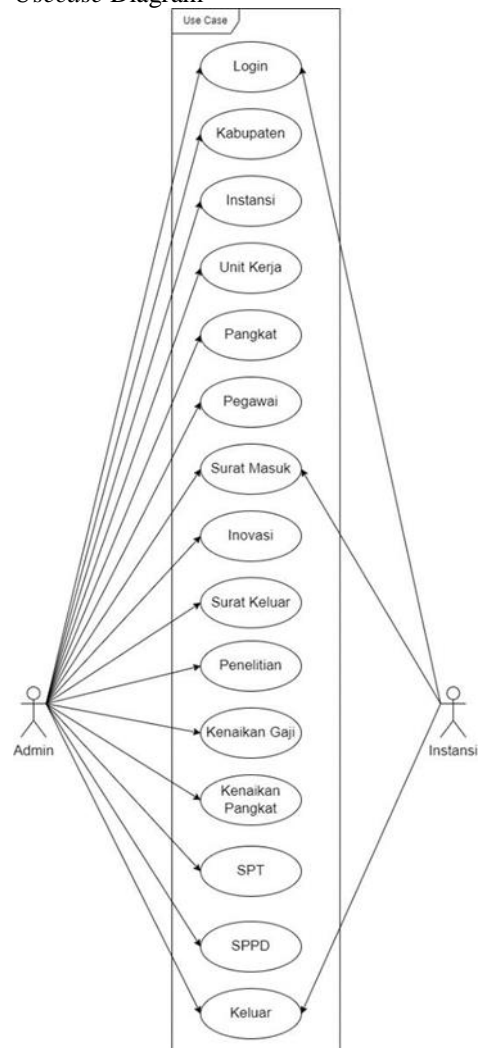 Usecase Diagram
Use Case
Login
Kabupaten
Instansi
Unit Kerja
Pangkat
Pegawai
Surat Masuk
Inovasi
Surat Keluar
Penelitian
Kenaikan Gaji
Kenaikan
Pangkat
SPT
SPPD
Keluar
Admin
Instansi